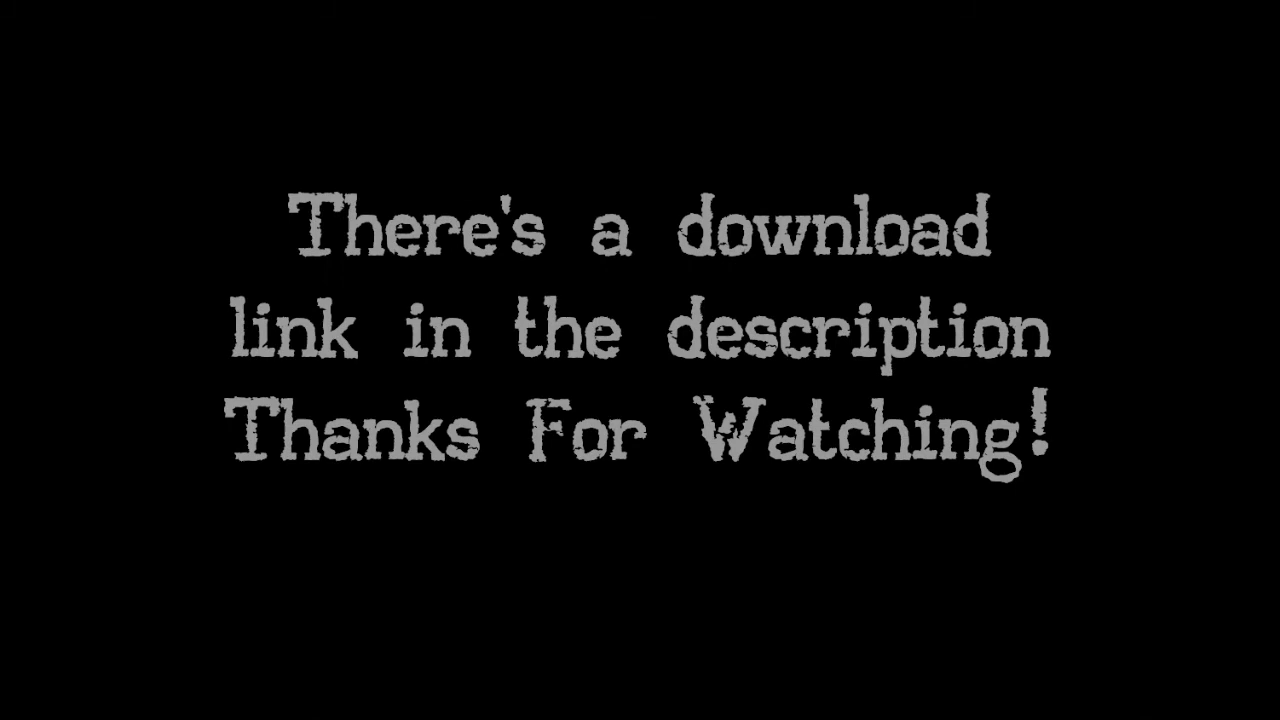 There's a download
link in the description
Thanks For Watching!